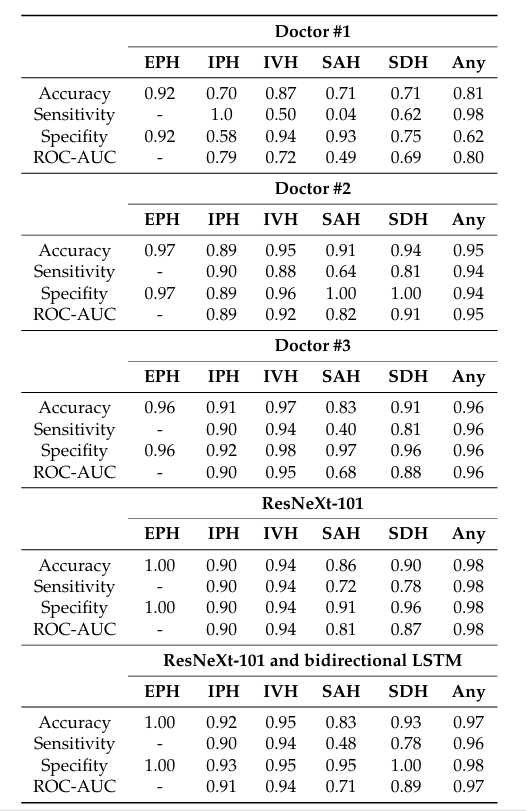 Doctor #1
EPH IPH IVH SAH SDH Any
Accuracy 0.92 0.70 0.87 0.71 0.71 0.81
Sensitivity - 1.0 0.50 0.04 0.62 0.98
Specifity 0.92 0.58 0.94 0.93 0.75 0.62
ROC-AUC - 0.79 0.72 0.49 0.69 0.80
Doctor #2
EPH IPH IVH SAH SDH Any
Accuracy 0.97 0.89 0.95 0.91 0.94 0.95
Sensitivity - 0.90 0.88 0.64 0.81 0.94
Specifity 0.97 0.89 0.96 1.00 1.00 0.94
ROC-AUC - 0.89 0.92 0.82 0.91 0.95
Doctor #3
EPH IPH IVH SAH SDH Any
Accuracy 0.96 0.91 0.97 0.83 0.91 0.96
Sensitivity - 0.90 0.94 0.40 0.81 0.96
Specifity 0.96 0.92 0.98 0.97 0.96 0.96
ROC-AUC - 0.90 0.95 0.68 0.88 0.96
ResNeXt-101
EPH IPH IVH SAH SDH Any
Accuracy 1.00 0.90 0.94 0.86 0.90 0.98
Sensitivity - 0.90 0.94 0.72 0.78 0.98
Specifity 1.00 0.90 0.94 0.91 0.96 0.98
ROC-AUC - 0.90 0.94 0.81 0.87 0.98
ResNeXt-101 and bidirectional LSTM
EPH IPH IVH SAH SDH Any
Accuracy 1.00 0.92 0.95 0.83 0.93 0.97
Sensitivity - 0.90 0.94 0.48 0.78 0.96
Specifity 1.00 0.93 0.95 0.95 1.00 0.98
ROC-AUC - 0.91 0.94 0.71 0.89 0.97